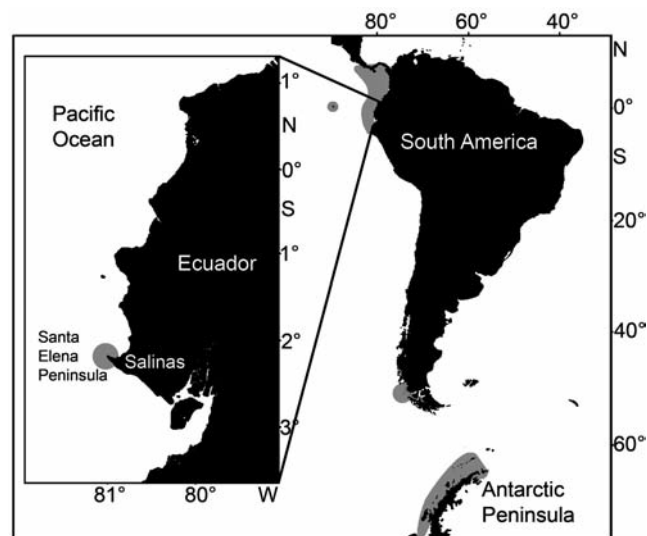 80° 60° 40°
N
0°
S
20°
40°
60°
South America
Antarctic
Peninsula
Pacific
Ocean
1°
N
0°
S
1°
2°
3°
Ecuador
Santa
Elena
Peninsula
Salinas
81° 80° W